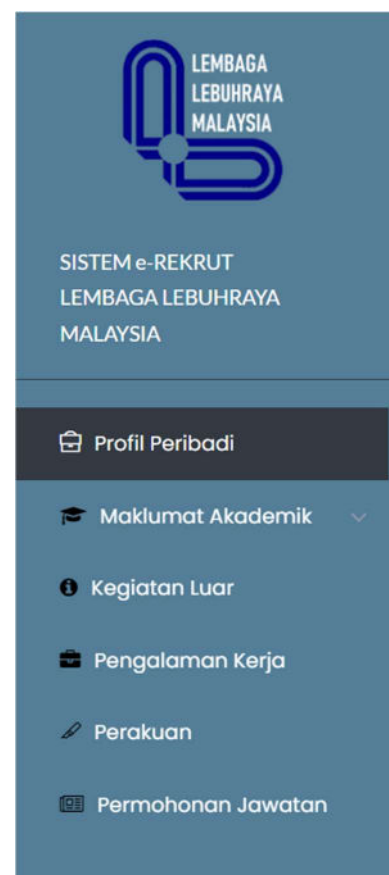 LEMBAGA
LEBUHRAYA
MALAYSIA
SISTEM e-REKRUT
LEMBAGA LEBUHRAYA
MALAYSIA
Profil Peribadi
Maklumat Akademik
Kegiatan Luar
Pengalaman Kerja
Perakuan
Permohonan Jawatan